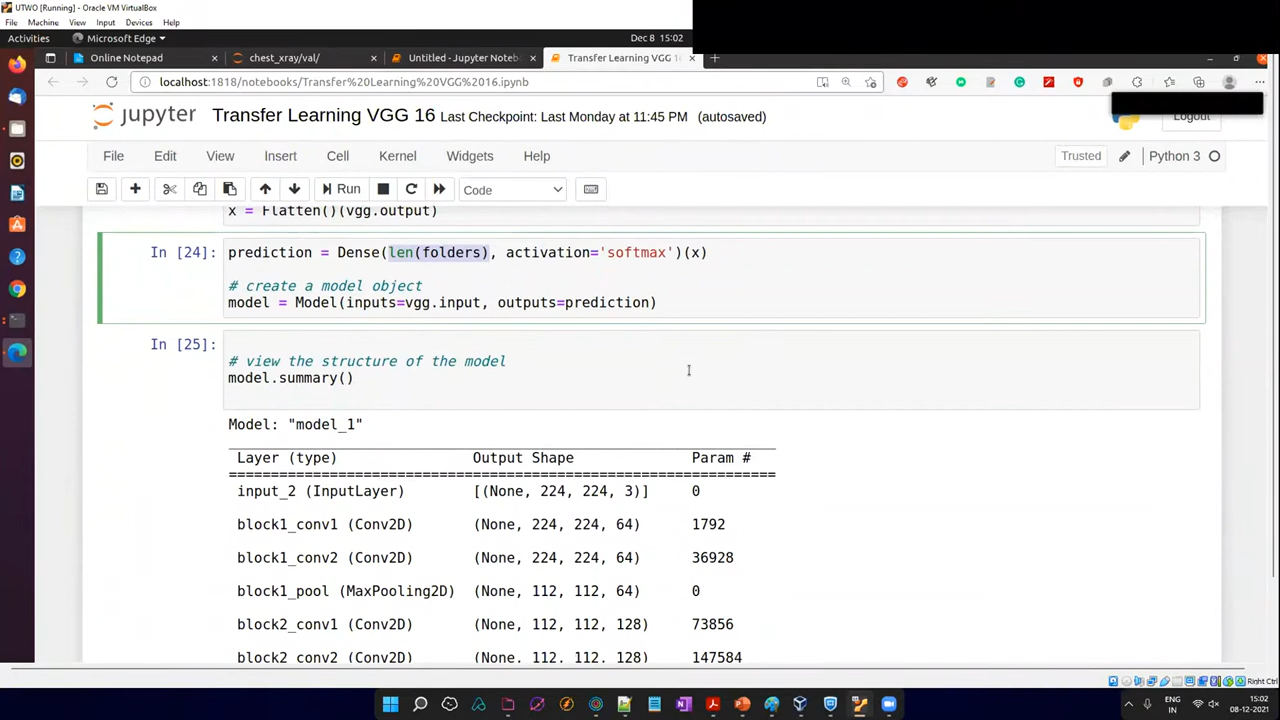 UTWO [Running] - Oracle VM VirtualBox
File Machine View Input Devices Help
Activities Microsoft Edge Dec 8 15:02
Online Notepad chest_xray/val/ Untitled - Jupyter Noteb Transfer Learning VGG 16
localhost:1818/notebooks/Transfer%20Learning%20VGG%2016.ipynb
jupyter Transfer Learning VGG 16 Last Checkpoint: Last Monday at 11:45 PM (autosaved) Logout
File Edit View Insert Cell Kernel Widgets Help Trusted Python 3
Run Code
x = Flatten()(vgg.output)
In [24]: prediction = Dense(len(folders), activation='softmax')(x)
# create a model object
model = Model(inputs=vgg.input, outputs=prediction)
In [25]:
# view the structure of the model
model.summary()
Model: "model_1"
Layer (type) Output Shape Param #
input_2 (InputLayer) [(None, 224, 224, 3)] 0
block1_conv1 (Conv2D) (None, 224, 224, 64) 1792
block1_conv2 (Conv2D) (None, 224, 224, 64) 36928
block1_pool (MaxPooling2D) (None, 112, 112, 64) 0
block2_conv1 (Conv2D) (None, 112, 112, 128) 73856
block2_conv2 (Conv2D) (None, 112, 112, 128) 147584
Right Ctrl
ENG 15:02
IN 08-12-2021